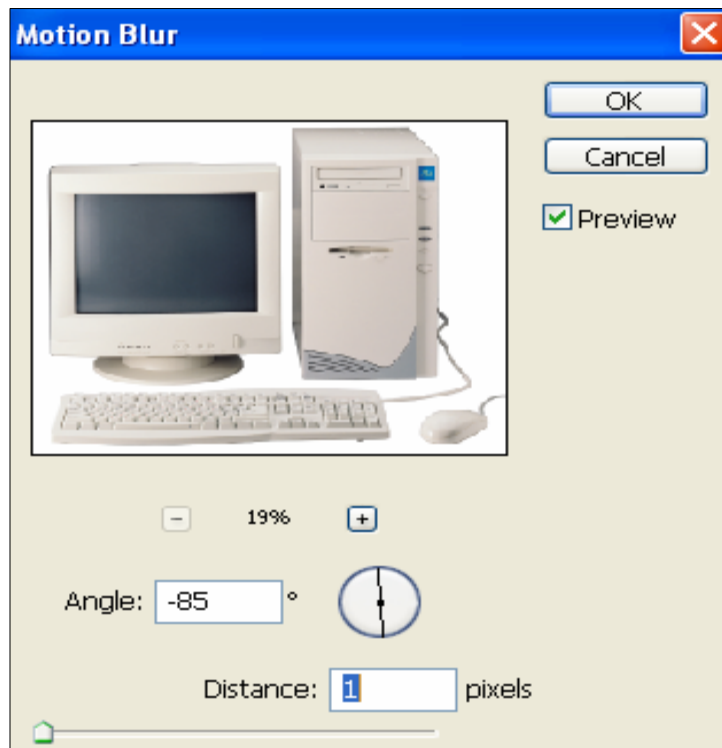 Motion Blur
OK
Cancel
Preview
19%
Angle: -85 °
Distance: 1 pixels